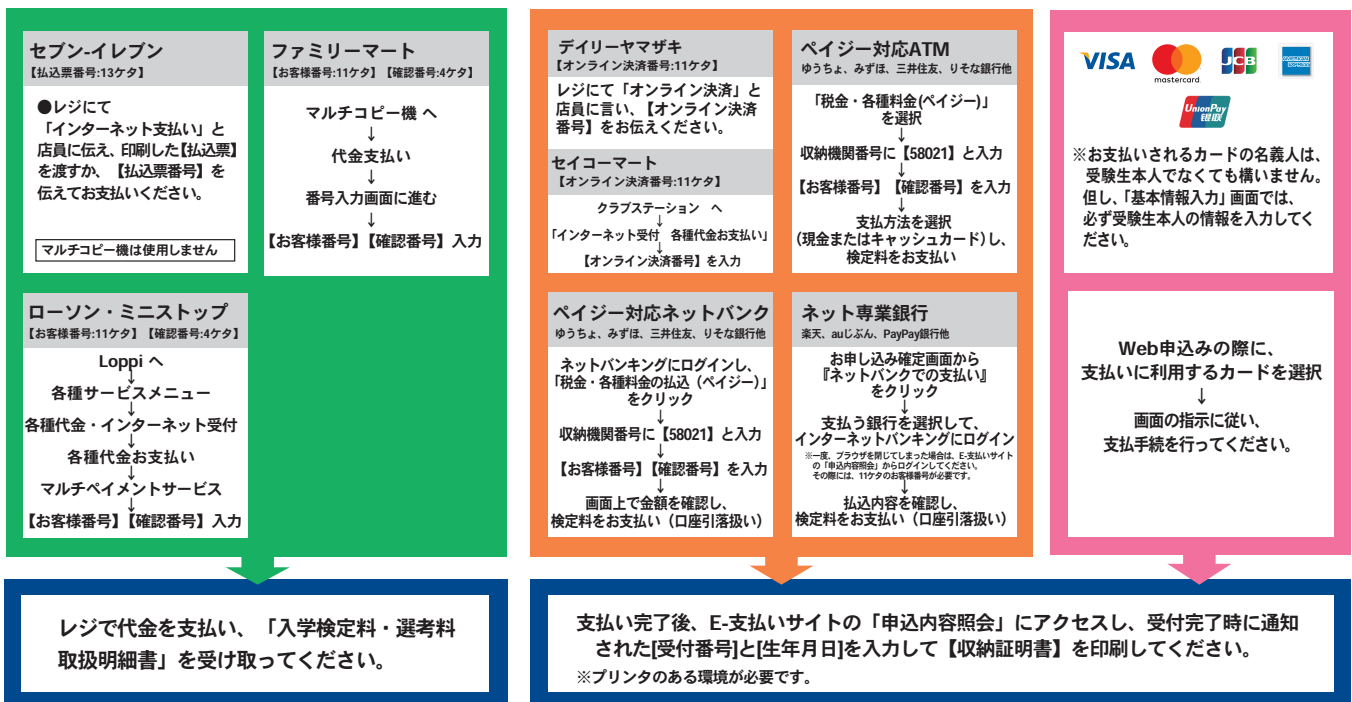 セブン-イレブン
【払込票番号:13ケタ】
●レジにて
「インターネット支払い」と
店員に伝え、印刷した【払込票】
を渡すか、【払込票番号】を
伝えてお支払いください。
マルチコピー機は使用しません
ファミリーマート
【お客様番号:11ケタ】【確認番号:4ケタ】
マルチコピー機 へ
↓
代金支払い
↓
番号入力画面に進む
↓
【お客様番号】【確認番号】入力
ローソン・ミニストップ
【お客様番号:11ケタ】【確認番号:4ケタ】
Loppi へ
↓
各種サービスメニュー
↓
各種代金・インターネット受付
↓
各種代金お支払い
↓
マルチペイメントサービス
↓
【お客様番号】【確認番号】入力
デイリーヤマザキ
【オンライン決済番号:11ケタ】
レジにて「オンライン決済」と
店員に言い、【オンライン決済
番号】をお伝えください。
セイコーマート
【オンライン決済番号:11ケタ】
クラブステーション へ
↓
「インターネット受付 各種代金お支払い」
↓
【オンライン決済番号】を入力
ペイジー対応ATM
ゆうちょ、みずほ、三井住友、りそな銀行他
「税金・各種料金(ペイジー)」
を選択
↓
収納機関番号に【58021】と入力
↓
【お客様番号】【確認番号】を入力
↓
支払方法を選択
(現金またはキャッシュカード)し、
検定料をお支払い
ペイジー対応ネットバンク
ゆうちょ、みずほ、三井住友、りそな銀行他
ネットバンキングにログインし、
「税金・各種料金の払込(ペイジー)」
をクリック
↓
収納機関番号に【58021】と入力
↓
【お客様番号】【確認番号】を入力
↓
画面上で金額を確認し、
検定料をお支払い(口座引落扱い)
ネット専業銀行
楽天、auじぶん、PayPay銀行他
お申し込み確定画面から
『ネットバンクでの支払い』
をクリック
↓
支払う銀行を選択して、
インターネットバンキングにログイン
※一度、ブラウザを閉じてしまった場合は、E-支払いサイト
の「申込内容照会」からログインしてください。
その際には、11ケタのお客様番号が必要です。
↓
払込内容を確認し、
検定料をお支払い(口座引落扱い)
VISA
mastercard
JCB
AMERICAN
EXPRESS
UnionPay
银联
※お支払いされるカードの名義人は、
受験生本人でなくても構いません。
但し、「基本情報入力」画面では、
必ず受験生本人の情報を入力してく
ださい。
Web申込みの際に、
支払いに利用するカードを選択
↓
画面の指示に従い、
支払手続を行ってください。
レジで代金を支払い、「入学検定料・選考料
取扱明細書」を受け取ってください。
支払い完了後、E-支払いサイトの「申込内容照会」にアクセスし、受付完了時に通知
された[受付番号]と[生年月日]を入力して【収納証明書】を印刷してください。
※プリンタのある環境が必要です。